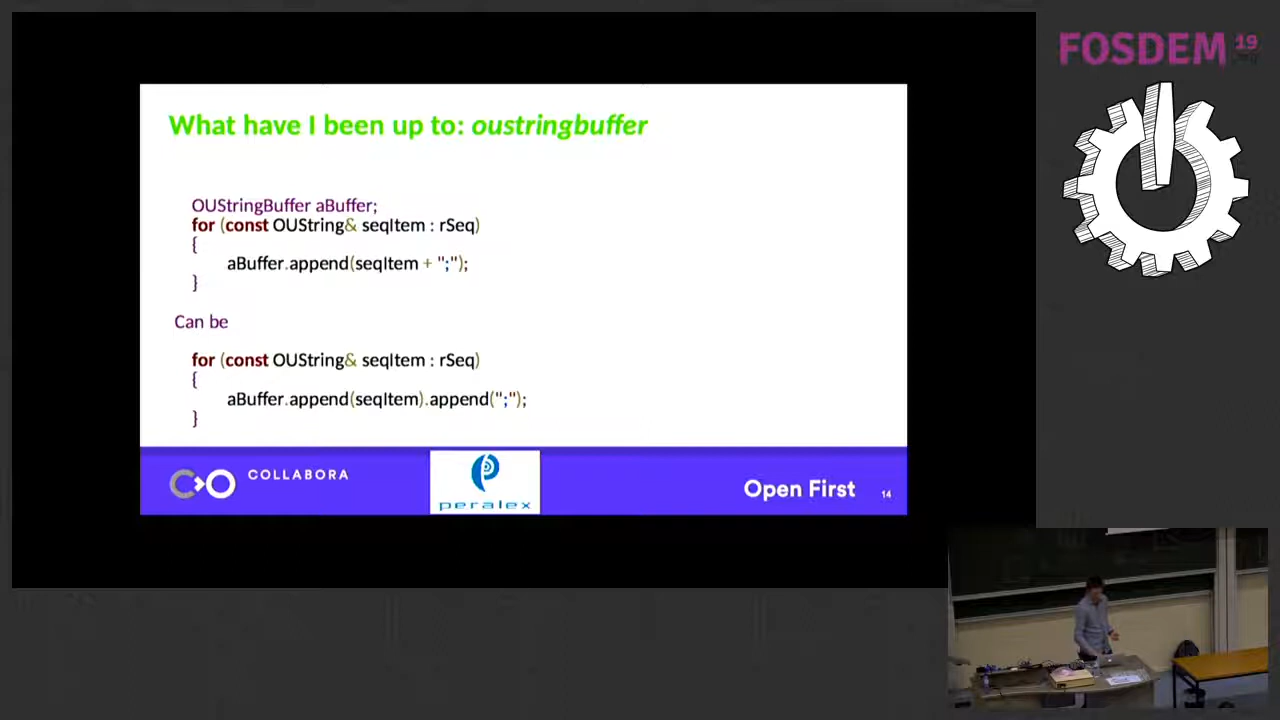 FOSDEM 19
.org
What have I been up to: oustringbuffer
OUStringBuffer aBuffer;
for (const OUString& seqItem : rSeq)
{
aBuffer.append(seqItem + ";");
}
Can be
for (const OUString& seqItem : rSeq)
{
aBuffer.append(seqItem).append(";");
}
COLLABORA
peralex
Open First
14